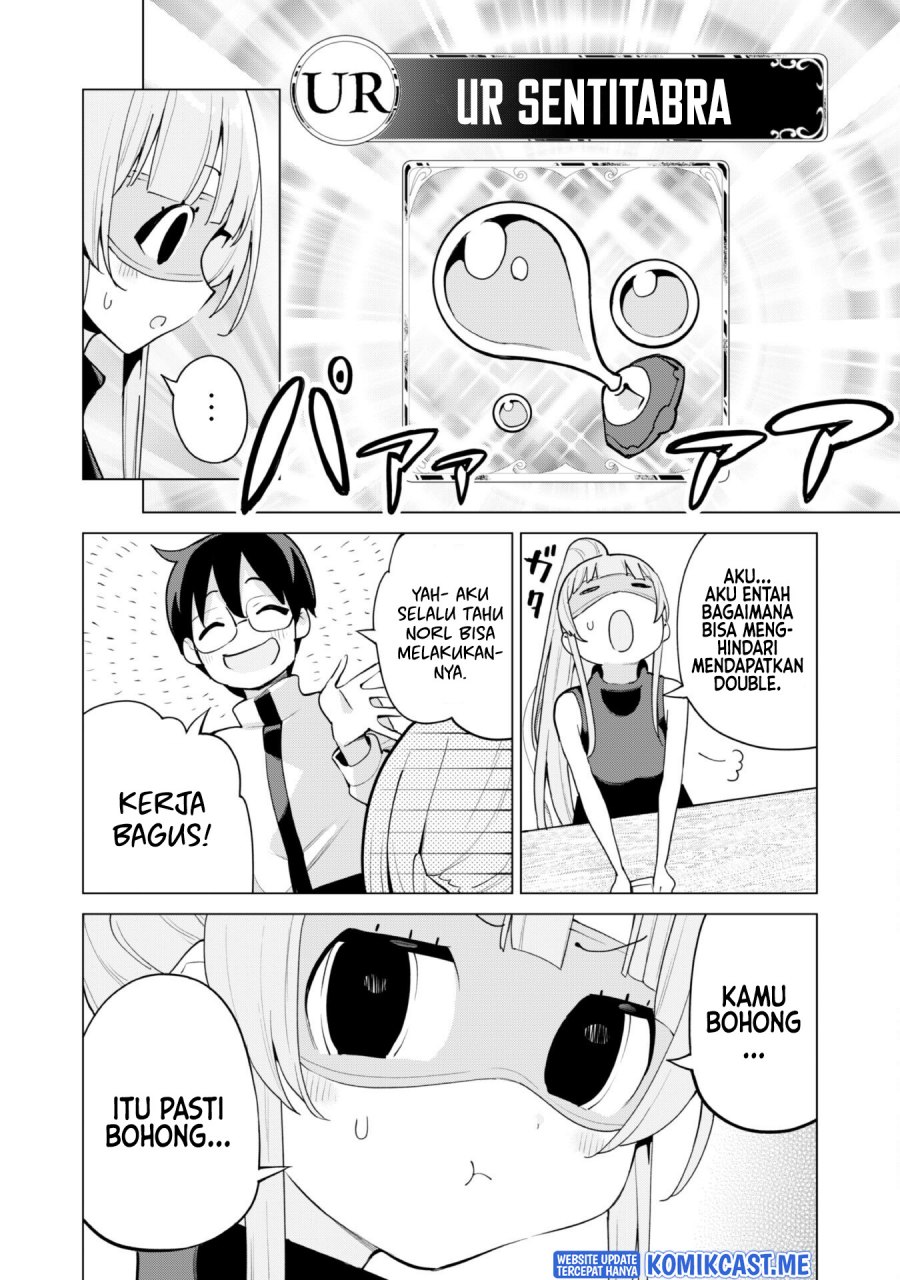 UR
UR SENTITABRA
...
パァァァァアア
ガタ
AKU...
AKU ENTAH
BAGAIMANA
BISA MENG-
HINDARI
MENDAPATKAN
DOUBLE.
YAH- AKU
SELALU TAHU
NORL BISA
MELAKUKAN-
NYA.
KERJA
BAGUS!
KAMU
BOHONG
...
ITU PASTI
BOHONG...
WEBSITE UPDATE
TERCEPAT HANYA
KOMIKCAST.ME